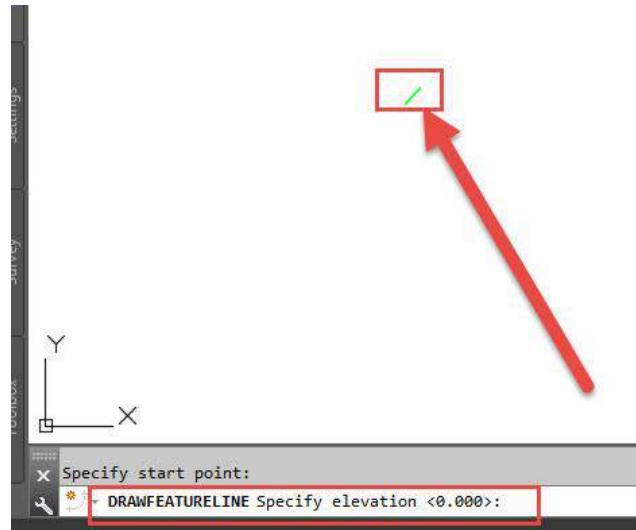 Settings
Survey
Toolbox
Y
X
Specify start point:
DRAWFEATURELINE Specify elevation <0.000>: